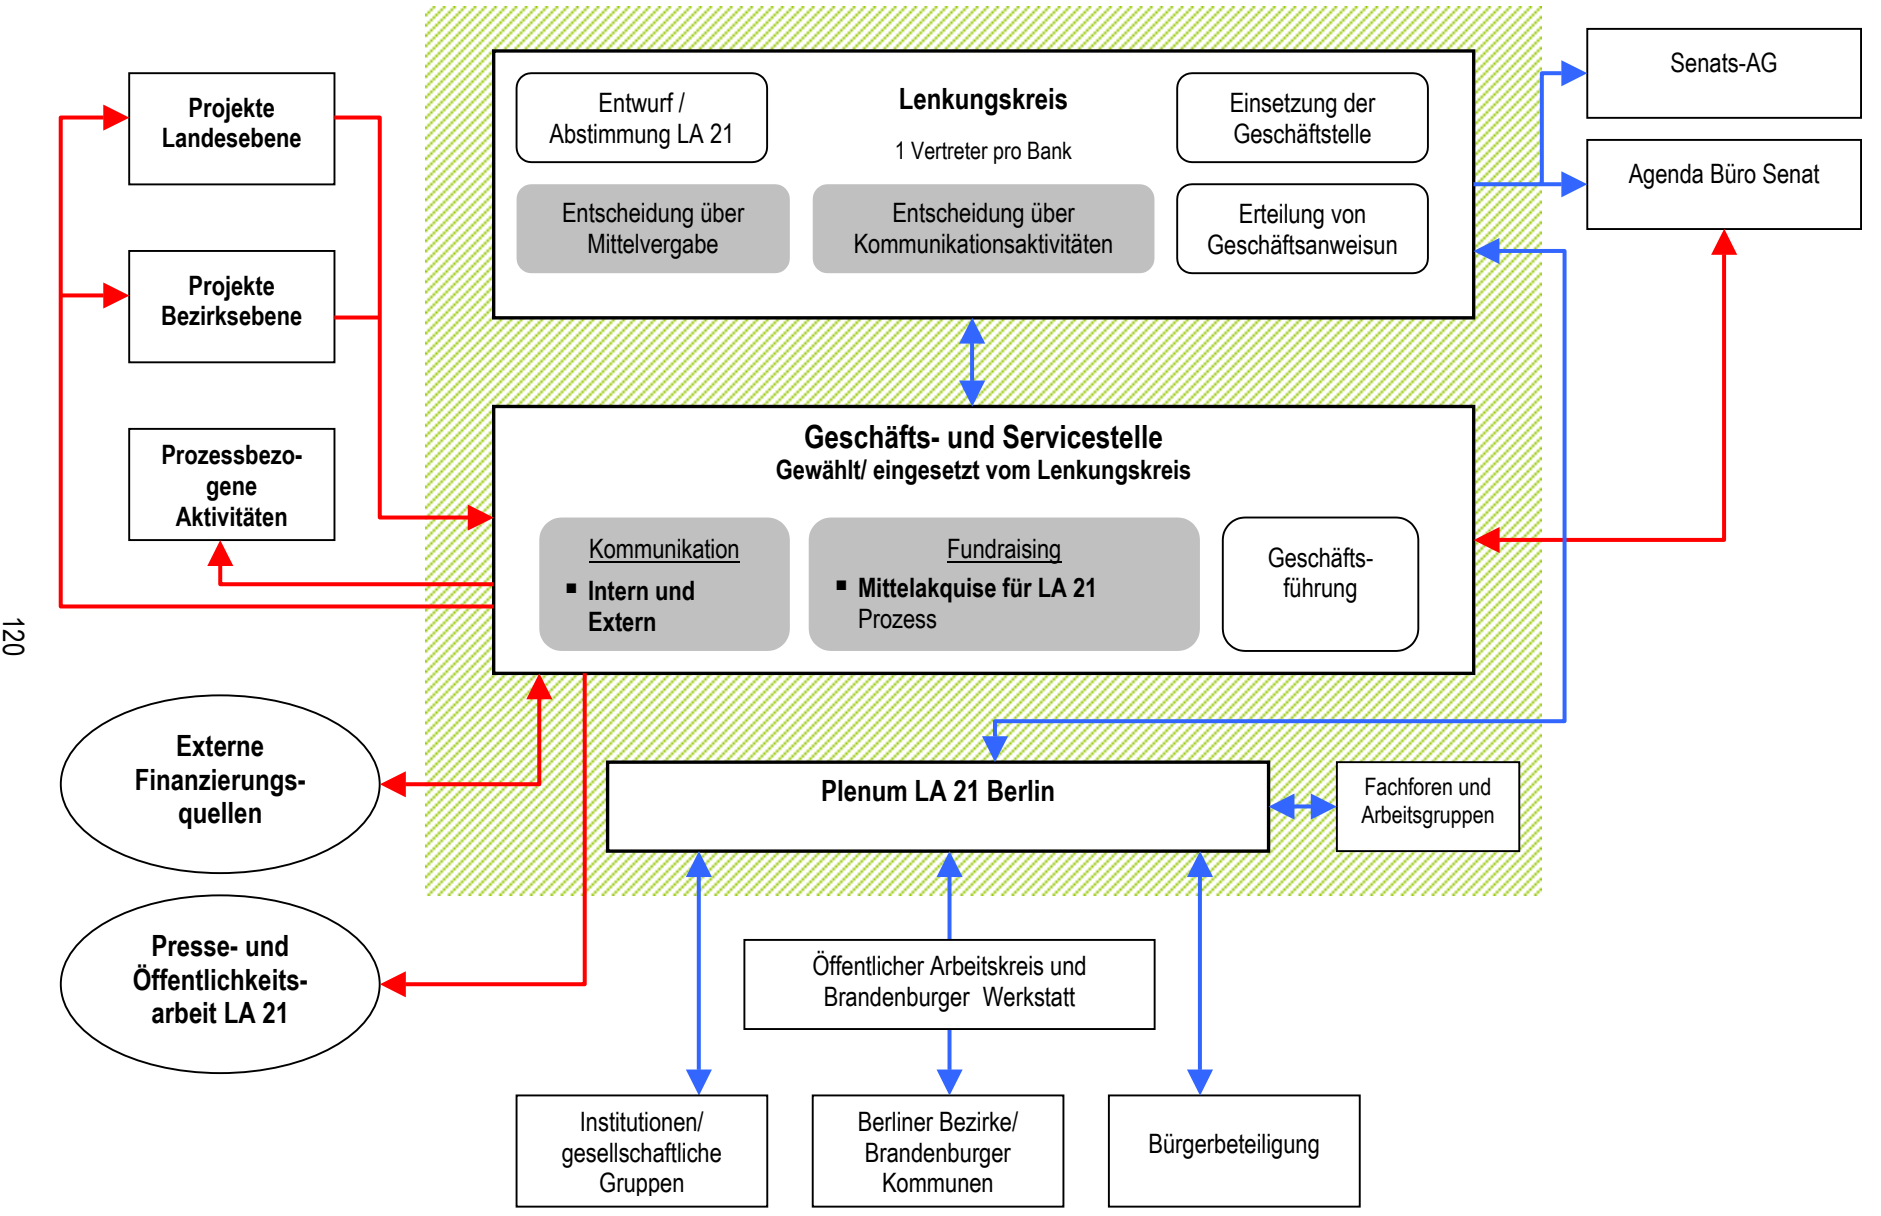 Projekte
Landesebene
Projekte
Bezirksebene
Prozessbezo-
gene
Aktivitäten
Entwurf /
Abstimmung LA 21
Lenkungskreis
1 Vertreter pro Bank
Einsetzung der
Geschäftstelle
Entscheidung über
Mittelvergabe
Entscheidung über
Kommunikationsaktivitäten
Erteilung von
Geschäftsanweisun
Senats-AG
Agenda Büro Senat
Geschäfts- und Servicestelle
Gewählt/ eingesetzt vom Lenkungskreis
Kommunikation
▪ Intern und
Extern
Fundraising
▪ Mittelakquise für LA 21
Prozess
Geschäfts-
führung
120
Externe
Finanzierungs-
quellen
Presse- und
Öffentlichkeits-
arbeit LA 21
Plenum LA 21 Berlin
Fachforen und
Arbeitsgruppen
Öffentlicher Arbeitskreis und
Brandenburger Werkstatt
Institutionen/
gesellschaftliche
Gruppen
Berliner Bezirke/
Brandenburger
Kommunen
Bürgerbeteiligung